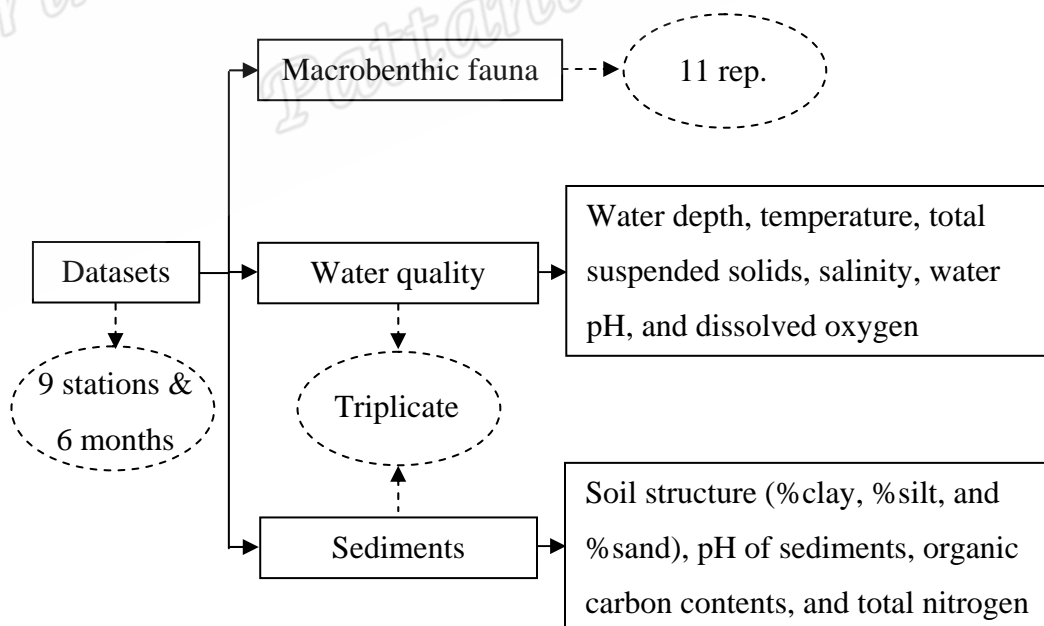 Pattani
Macrobenthic fauna
11 rep.
Water depth, temperature, total
suspended solids, salinity, water
pH, and dissolved oxygen
Datasets
Water quality
9 stations &
6 months
Triplicate
Soil structure (%clay, %silt, and
%sand), pH of sediments, organic
carbon contents, and total nitrogen
Sediments